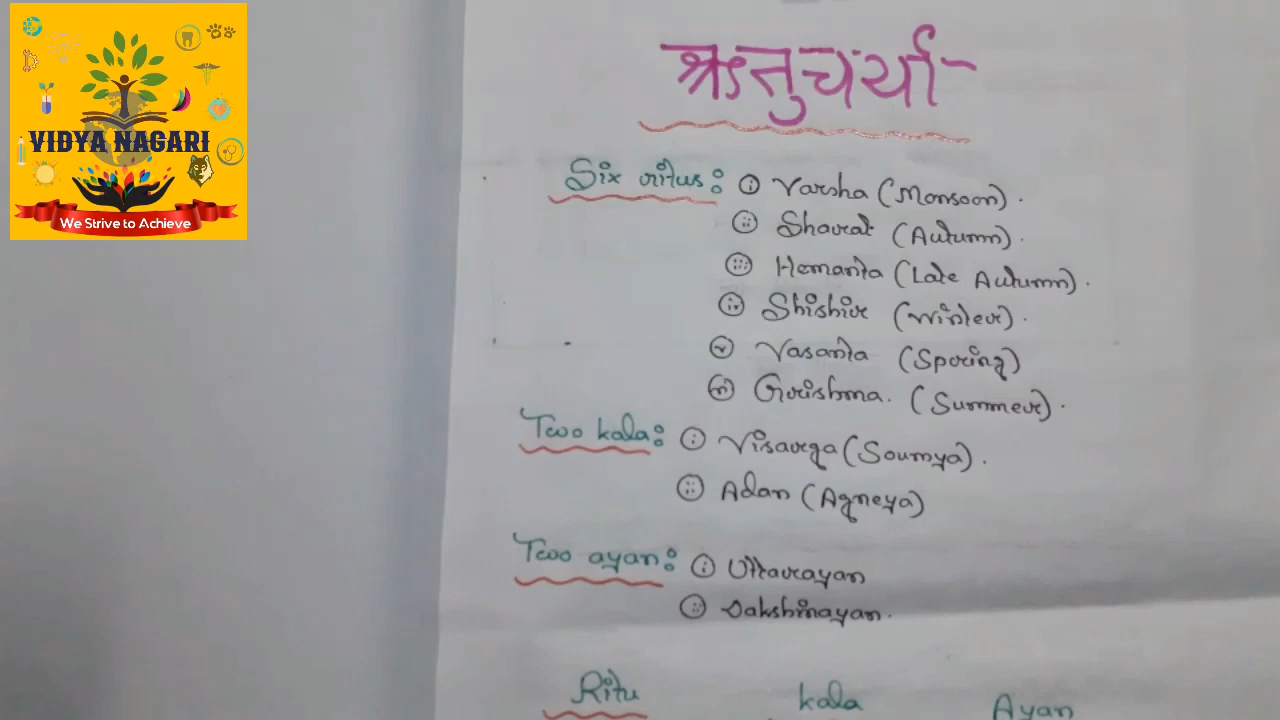 VIDYA NAGARI
We Strive to Achieve
ऋतुचर्या-
Six ritus: (i) Varsha (Monsoon).
(ii) Sharat (Autumn).
(iii) Hemanta (Late Autumn).
(iv) Shishir (Winter).
(v) Vasanta (Spring)
(vi) Grishma. (Summer).
Two kala: (i) Visarga (Soumya).
(ii) Adan (Agneya)
Two ayan: (i) Uttarayan
(ii) Dakshinayan.
Ritu kala Ayan